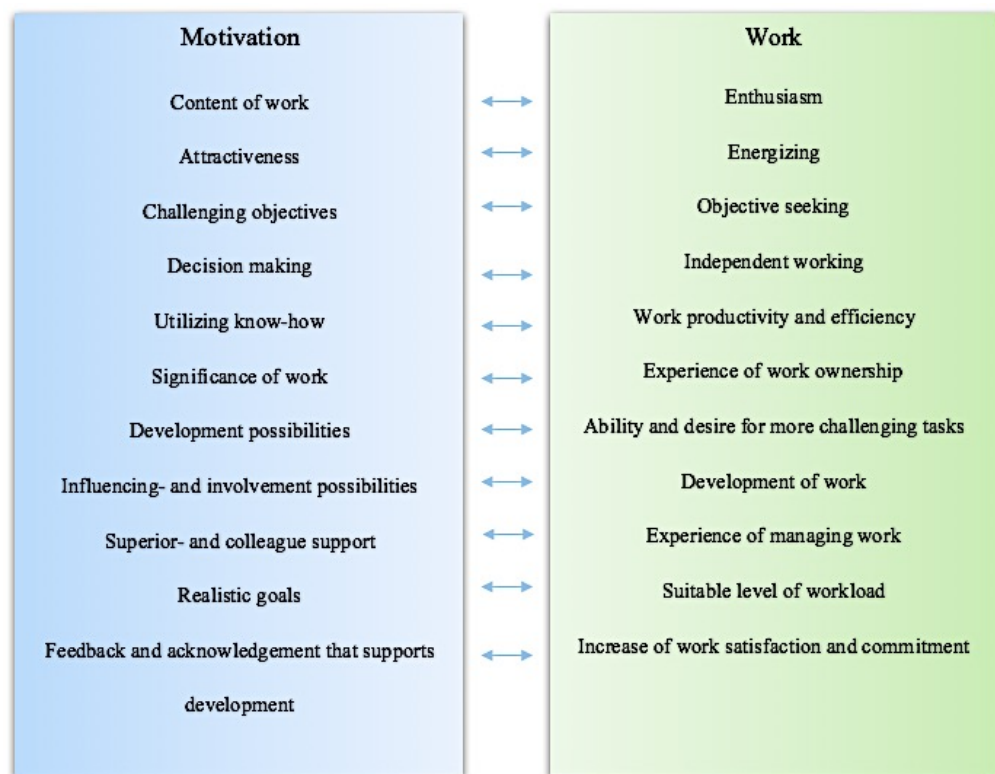 Motivation
Content of work
Attractiveness
Challenging objectives
Decision making
Utilizing know-how
Significance of work
Development possibilities
Influencing- and involvement possibilities
Superior- and colleague support
Realistic goals
Feedback and acknowledgement that supports
development
Work
Enthusiasm
Energizing
Objective seeking
Independent working
Work productivity and efficiency
Experience of work ownership
Ability and desire for more challenging tasks
Development of work
Experience of managing work
Suitable level of workload
Increase of work satisfaction and commitment